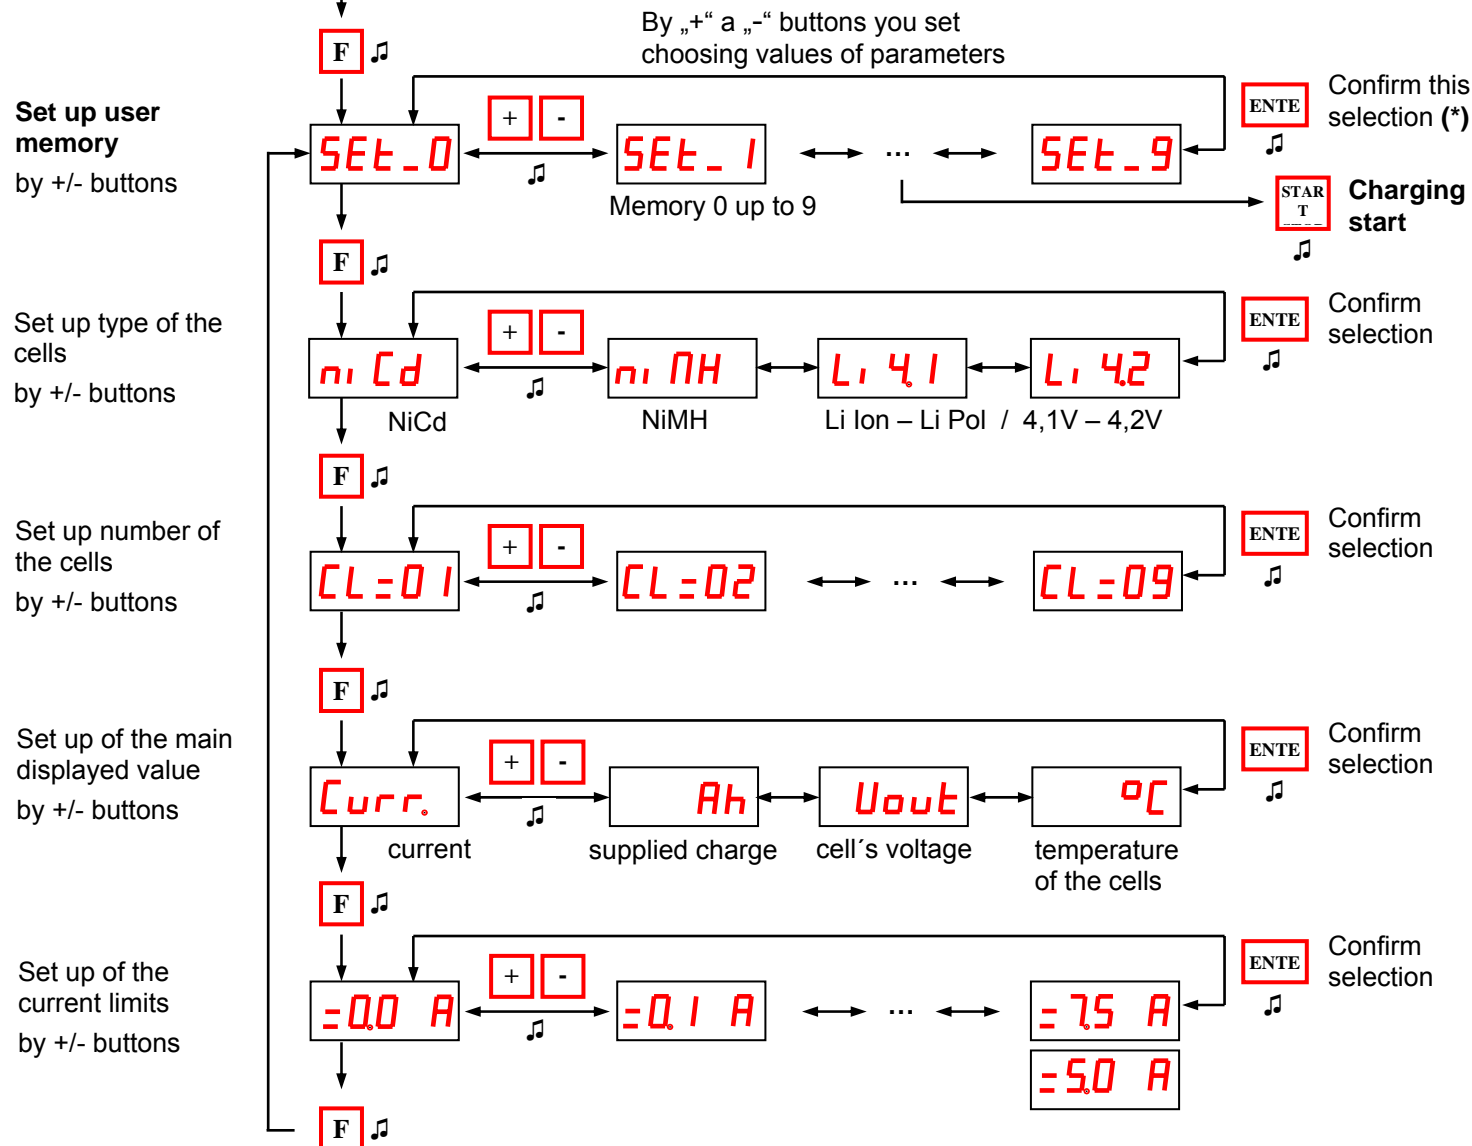 By „+“ a „-“ buttons you set
choosing values of parameters
F ♫
Set up user
memory
by +/- buttons
+ -
♫
SEt_0
SEt_1
...
SEt_9
ENTE
♫
Confirm this
selection (*)
Memory 0 up to 9
STAR
T
♫
Charging
start
F ♫
Set up type of the
cells
by +/- buttons
+ -
♫
ni Cd
ni MH
Li 4.1
Li 4.2
ENTE
♫
Confirm
selection
NiCd
NiMH
Li Ion – Li Pol / 4,1V – 4,2V
F ♫
Set up number of
the cells
by +/- buttons
+ -
♫
CL=01
CL=02
...
CL=09
ENTE
♫
Confirm
selection
F ♫
Set up of the main
displayed value
by +/- buttons
+ -
♫
Curr.
Ah
Uout
ºC
ENTE
♫
Confirm
selection
current
supplied charge
cell´s voltage
temperature
of the cells
F ♫
Set up of the
current limits
by +/- buttons
+ -
♫
=0.0 A
=0.1 A
...
=7.5 A
=5.0 A
ENTE
♫
Confirm
selection
F ♫